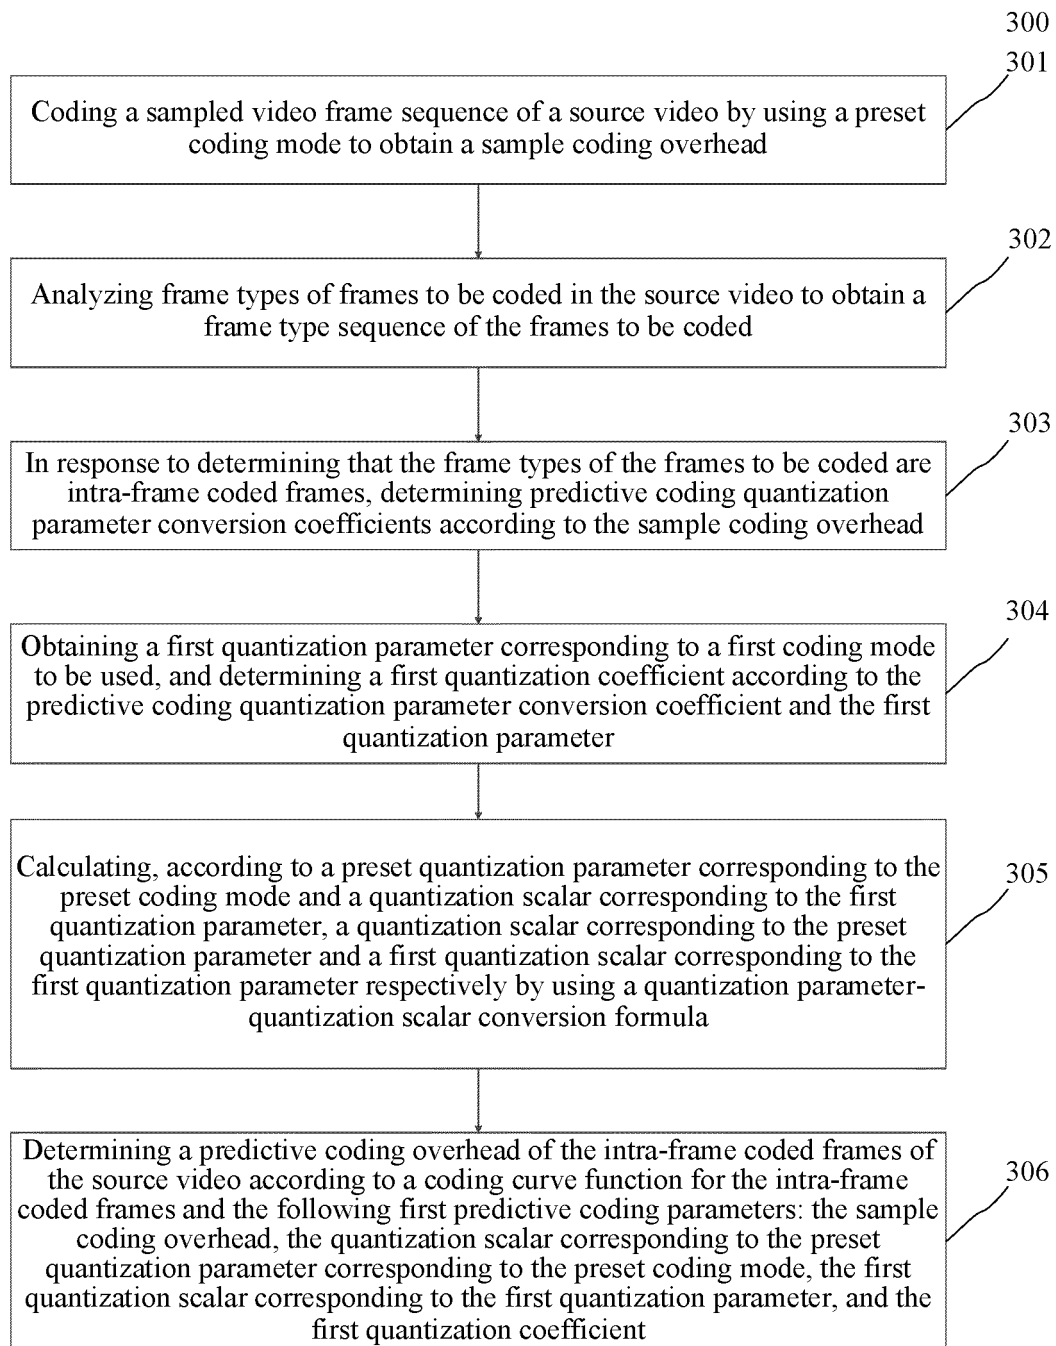 300
301
Coding a sampled video frame sequence of a source video by using a preset
coding mode to obtain a sample coding overhead
302
Analyzing frame types of frames to be coded in the source video to obtain a
frame type sequence of the frames to be coded
303
In response to determining that the frame types of the frames to be coded are
intra-frame coded frames, determining predictive coding quantization
parameter conversion coefficients according to the sample coding overhead
304
Obtaining a first quantization parameter corresponding to a first coding mode
to be used, and determining a first quantization coefficient according to the
predictive coding quantization parameter conversion coefficient and the first
quantization parameter
305
Calculating, according to a preset quantization parameter corresponding to the
preset coding mode and a quantization scalar corresponding to the first
quantization parameter, a quantization scalar corresponding to the preset
quantization parameter and a first quantization scalar corresponding to the
first quantization parameter respectively by using a quantization parameter-
quantization scalar conversion formula
306
Determining a predictive coding overhead of the intra-frame coded frames of
the source video according to a coding curve function for the intra-frame
coded frames and the following first predictive coding parameters: the sample
coding overhead, the quantization scalar corresponding to the preset
quantization parameter corresponding to the preset coding mode, the first
quantization scalar corresponding to the first quantization parameter, and the
first quantization coefficient